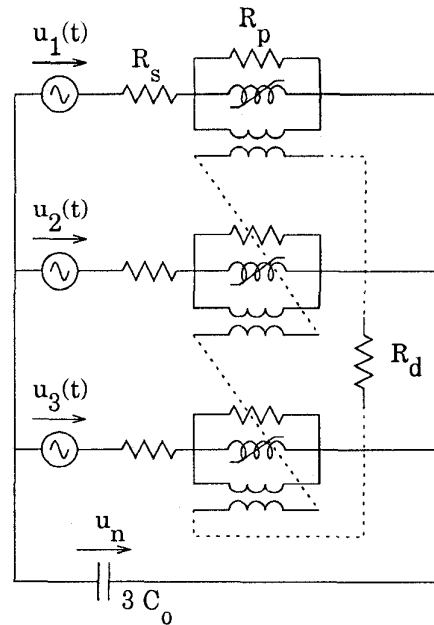 u1(t)
Rs
Rp
u2(t)
Rd
u3(t)
un
3 Co